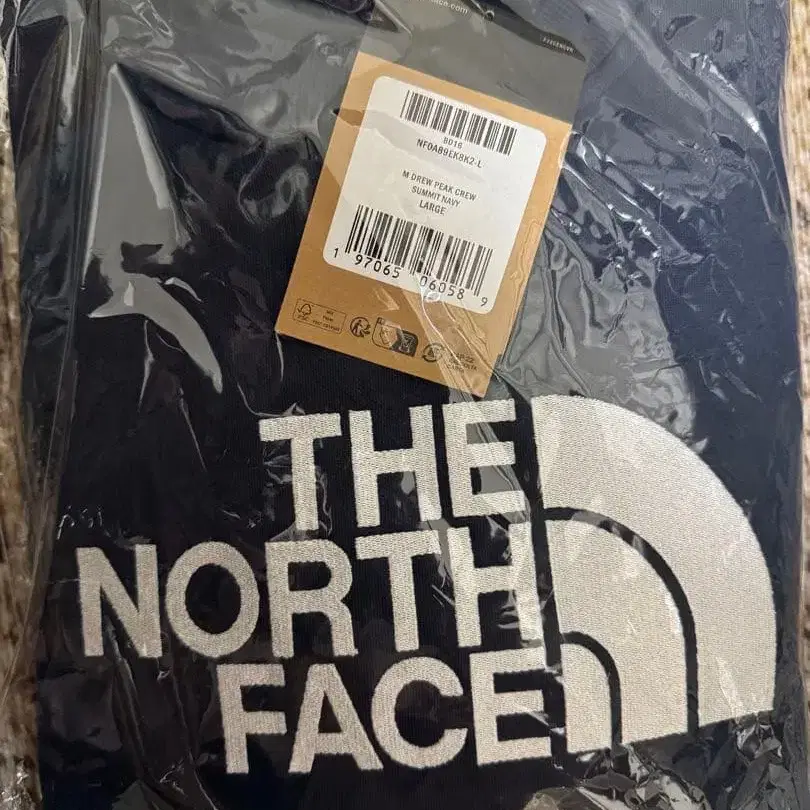 8016
NF0A89EK8K2-L
M DREW PEAK CREW
SUMMIT NAVY
LARGE
1 97065 06058 9
THE
NORTH
FACE